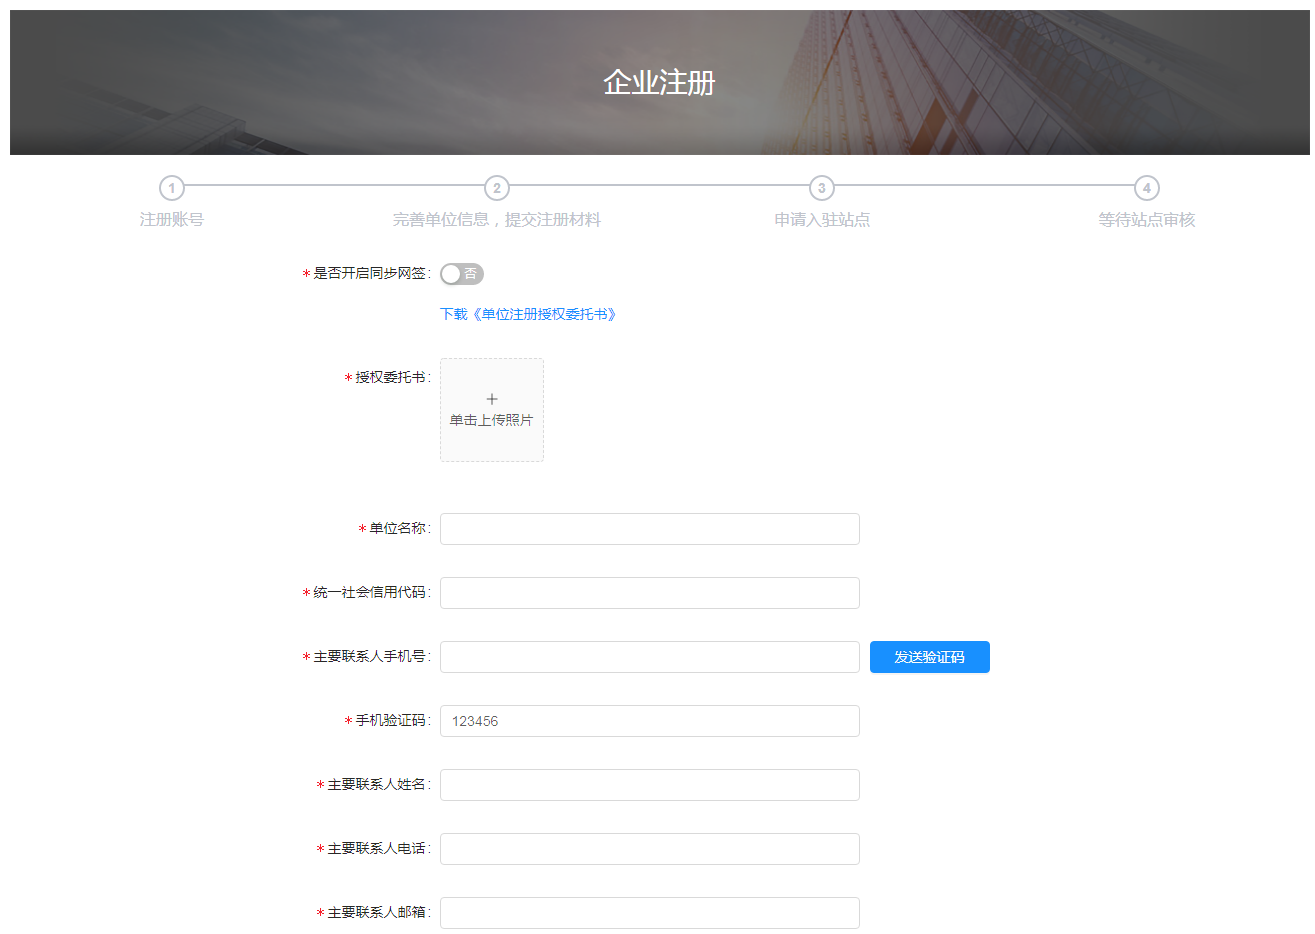 企业注册
1 2 3 4
注册账号 完善单位信息，提交注册材料 申请入驻站点 等待站点审核
* 是否开启同步网签: 否
下载《单位注册授权委托书》
* 授权委托书:
+
单击上传照片
* 单位名称:
* 统一社会信用代码:
* 主要联系人手机号: 发送验证码
* 手机验证码: 123456
* 主要联系人姓名:
* 主要联系人电话:
* 主要联系人邮箱: